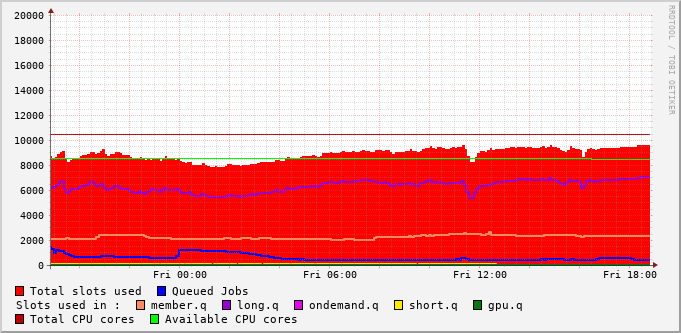 20000
18000
16000
14000
12000
10000
8000
6000
4000
2000
0
Fri 00:00 Fri 06:00 Fri 12:00 Fri 18:00
Total slots used Queued Jobs
Slots used in : member.q long.q ondemand.q short.q gpu.q
Total CPU cores Available CPU cores
RRDTOOL / TOBI OETIKER